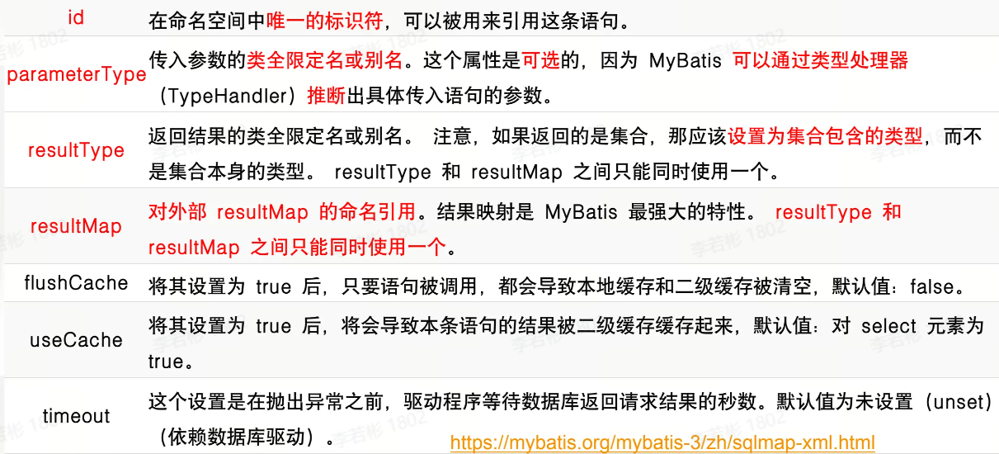 id
在命名空间中唯一的标识符，可以被用来引用这条语句。
parameterType
传入参数的类全限定名或别名。这个属性是可选的，因为 MyBatis 可以通过类型处理器
（TypeHandler）推断出具体传入语句的参数。
resultType
返回结果的类全限定名或别名。 注意，如果返回的是集合，那应该设置为集合包含的类型，而不
是集合本身的类型。 resultType 和 resultMap 之间只能同时使用一个。
resultMap
对外部 resultMap 的命名引用。结果映射是 MyBatis 最强大的特性。 resultType 和
resultMap 之间只能同时使用一个。
flushCache
将其设置为 true 后，只要语句被调用，都会导致本地缓存和二级缓存被清空，默认值：false。
useCache
将其设置为 true 后，将会导致本条语句的结果被二级缓存缓存起来，默认值：对 select 元素为
true。
timeout
这个设置是在抛出异常之前，驱动程序等待数据库返回请求结果的秒数。默认值为未设置（unset）
（依赖数据库驱动）。
https://mybatis.org/mybatis-3/zh/sqlmap-xml.html
李若彬 1802